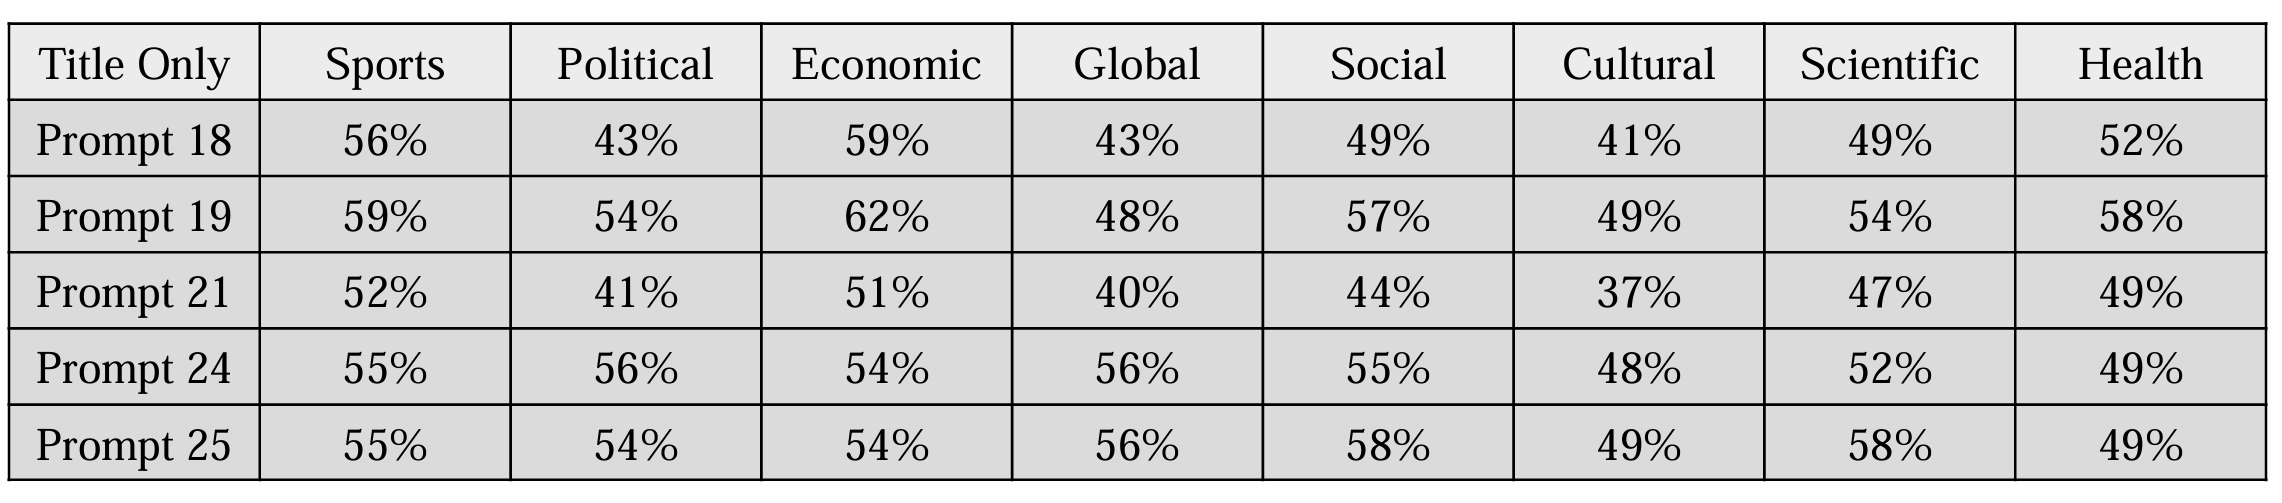 Title Only Sports Political Economic Global Social Cultural Scientific Health
Prompt 18 56% 43% 59% 43% 49% 41% 49% 52%
Prompt 19 59% 54% 62% 48% 57% 49% 54% 58%
Prompt 21 52% 41% 51% 40% 44% 37% 47% 49%
Prompt 24 55% 56% 54% 56% 55% 48% 52% 49%
Prompt 25 55% 54% 54% 56% 58% 49% 58% 49%